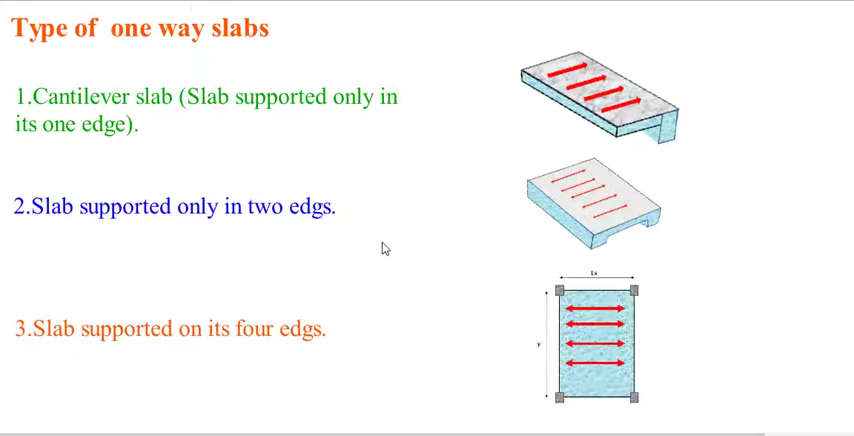 Type of one way slabs
1.Cantilever slab (Slab supported only in
its one edge).
2.Slab supported only in two edgs.
Lx
y
3.Slab supported on its four edgs.